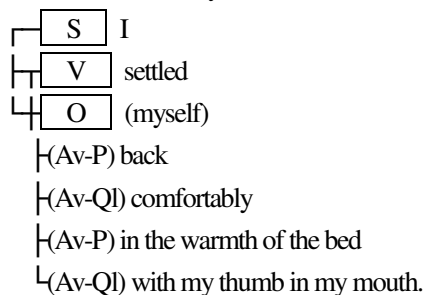 S I
V settled
O (myself)
(Av-P) back
(Av-Ql) comfortably
(Av-P) in the warmth of the bed
(Av-Ql) with my thumb in my mouth.